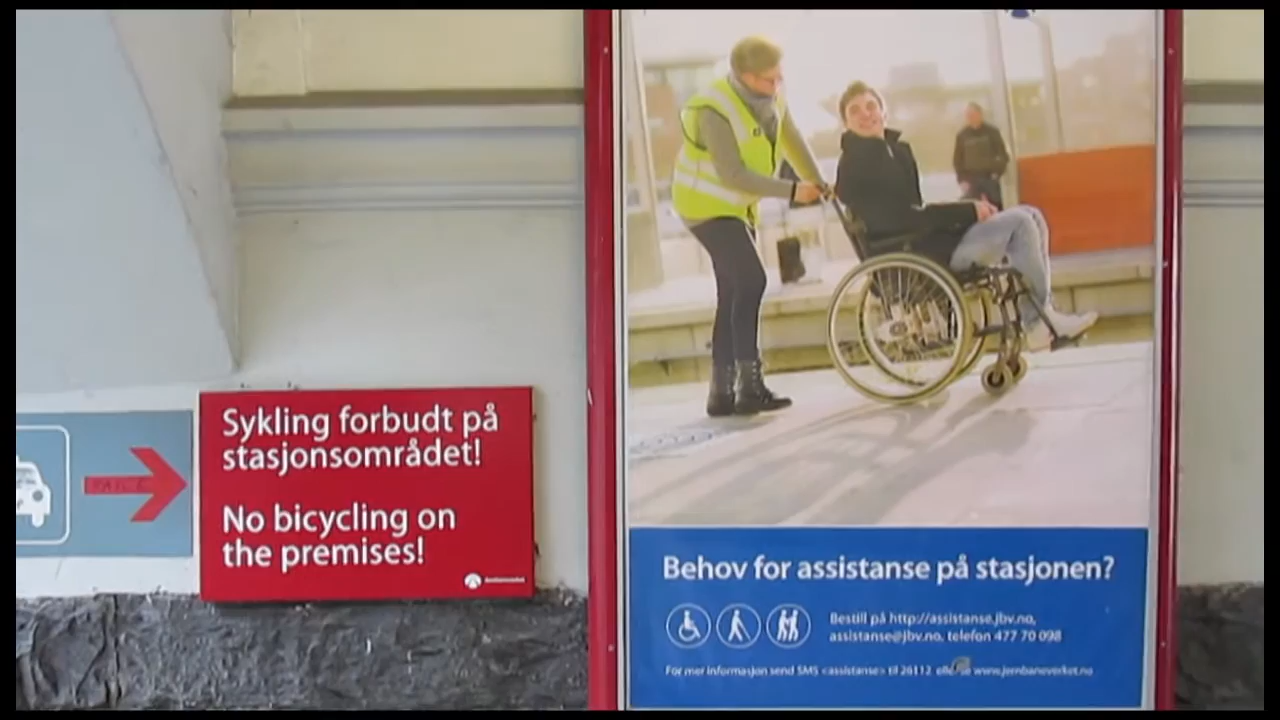 Sykling forbudt på
stasjonsområdet!
No bicycling on
the premises!
Behov for assistanse på stasjonen?
Bestill på http://assistanse.jbv.no,
assistanse@jbv.no, telefon 477 70 098
For mer informasjon send SMS <assistanse> til 26112 eller se www.jernbaneverket.no